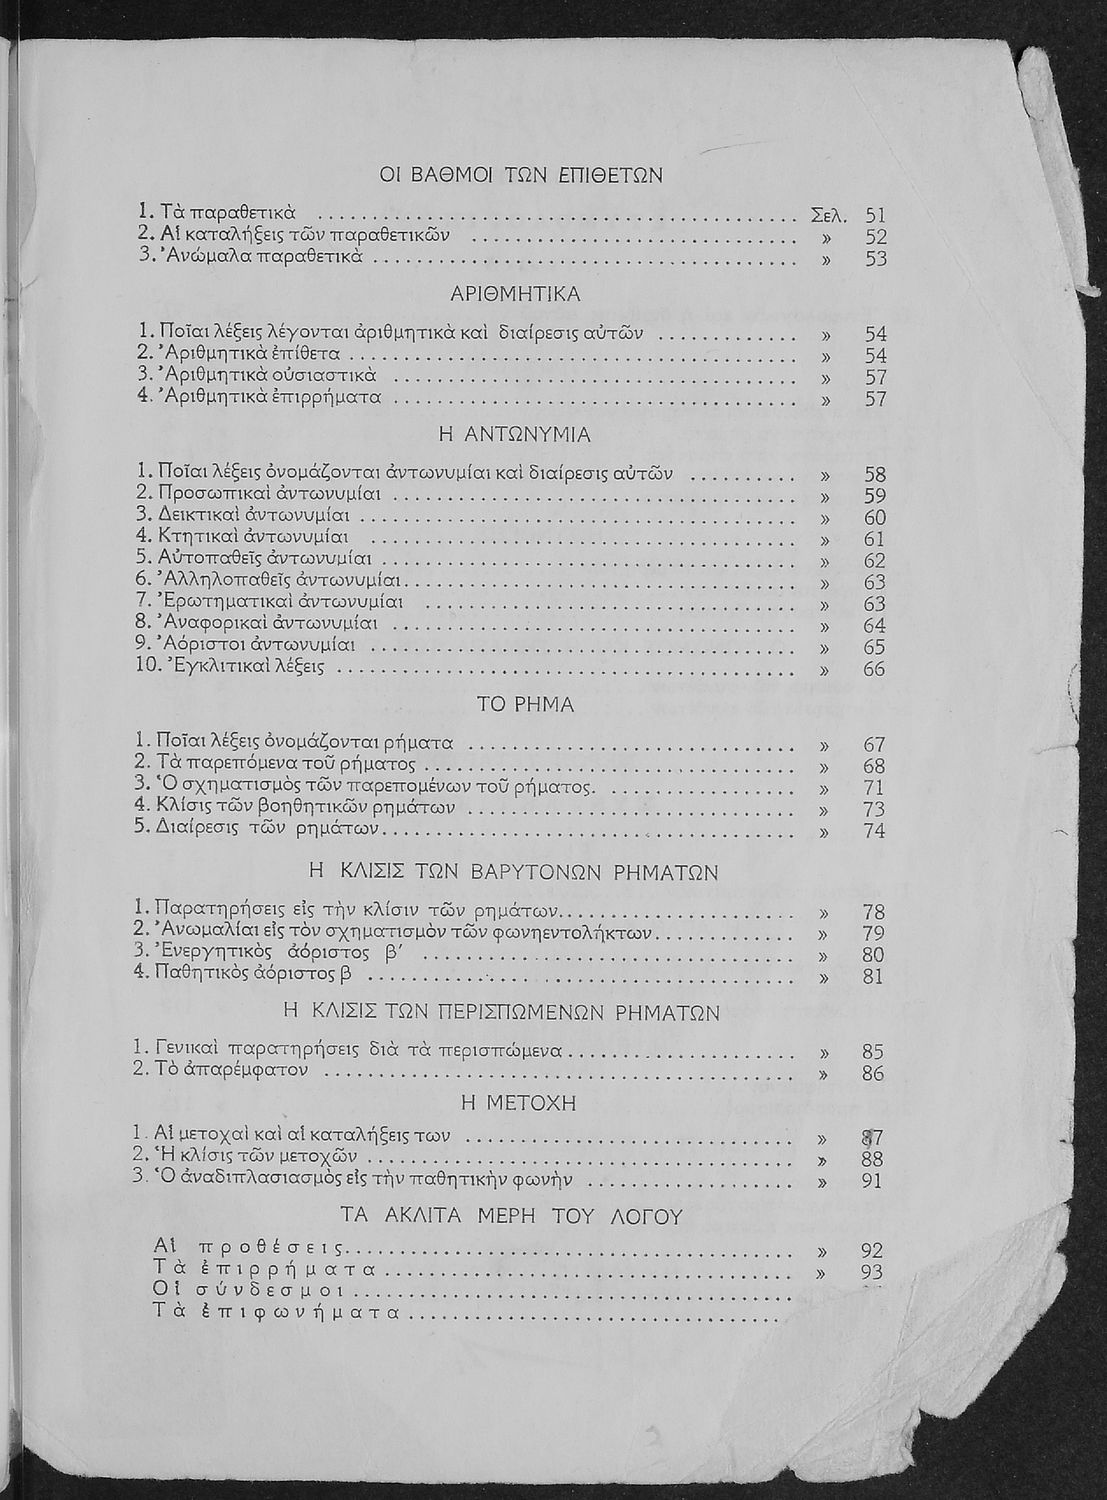 ΟΙ ΒΑΘΜΟΙ ΤΩΝ ΕΠΙΘΕΤΩΝ
1. Τὰ παραθετικὰ ........ Σελ. 51
2. Αἱ καταλήξεις τῶν παραθετικῶν ........ » 52
3. Ἀνώμαλα παραθετικὰ ........ » 53
ΑΡΙΘΜΗΤΙΚΑ
1. Ποῖαι λέξεις λέγονται ἀριθμητικὰ καὶ διαίρεσις αὐτῶν ........ » 54
2. Ἀριθμητικὰ ἐπίθετα ........ » 54
3. Ἀριθμητικὰ οὐσιαστικὰ ........ » 57
4. Ἀριθμητικὰ ἐπιρρήματα ........ » 57
Η ΑΝΤΩΝΥΜΙΑ
1. Ποῖαι λέξεις ὀνομάζονται ἀντωνυμίαι καὶ διαίρεσις αὐτῶν ........ » 58
2. Προσωπικαὶ ἀντωνυμίαι ........ » 59
3. Δεικτικαὶ ἀντωνυμίαι ........ » 60
4. Κτητικαὶ ἀντωνυμίαι ........ » 61
5. Αὐτοπαθεῖς ἀντωνυμίαι ........ » 62
6. Ἀλληλοπαθεῖς ἀντωνυμίαι ........ » 63
7. Ἐρωτηματικαὶ ἀντωνυμίαι ........ » 63
8. Ἀναφορικαὶ ἀντωνυμίαι ........ » 64
9. Ἀόριστοι ἀντωνυμίαι ........ » 65
10. Ἐγκλιτικαὶ λέξεις ........ » 66
ΤΟ ΡΗΜΑ
1. Ποῖαι λέξεις ὀνομάζονται ρήματα ........ » 67
2. Τὰ παρεπόμενα τοῦ ρήματος ........ » 68
3. Ὁ σχηματισμὸς τῶν παρεπομένων τοῦ ρήματος. ........ » 71
4. Κλίσις τῶν βοηθητικῶν ρημάτων ........ » 73
5. Διαίρεσις τῶν ρημάτων ........ » 74
Η ΚΛΙΣΙΣ ΤΩΝ ΒΑΡΥΤΟΝΩΝ ΡΗΜΑΤΩΝ
1. Παρατηρήσεις εἰς τὴν κλίσιν τῶν ρημάτων ........ » 78
2. Ἀνωμαλίαι εἰς τὸν σχηματισμὸν τῶν φωνηεντολήκτων ........ » 79
3. Ἐνεργητικὸς ἀόριστος β' ........ » 80
4. Παθητικὸς ἀόριστος β ........ » 81
Η ΚΛΙΣΙΣ ΤΩΝ ΠΕΡΙΣΠΩΜΕΝΩΝ ΡΗΜΑΤΩΝ
1. Γενικαὶ παρατηρήσεις διὰ τὰ περισπώμενα ........ » 85
2. Τὸ ἀπαρέμφατον ........ » 86
Η ΜΕΤΟΧΗ
1. Αἱ μετοχαὶ καὶ αἱ καταλήξεις των ........ » 87
2. Ἡ κλίσις τῶν μετοχῶν ........ » 88
3. Ὁ ἀναδιπλασιασμὸς εἰς τὴν παθητικὴν φωνὴν ........ » 91
ΤΑ ΑΚΛΙΤΑ ΜΕΡΗ ΤΟΥ ΛΟΓΟΥ
Αἱ προθέσεις ........ » 92
Τὰ ἐπιρρήματα ........ » 93
Οἱ σύνδεσμοι ........
Τὰ ἐπιφωνήματα ........